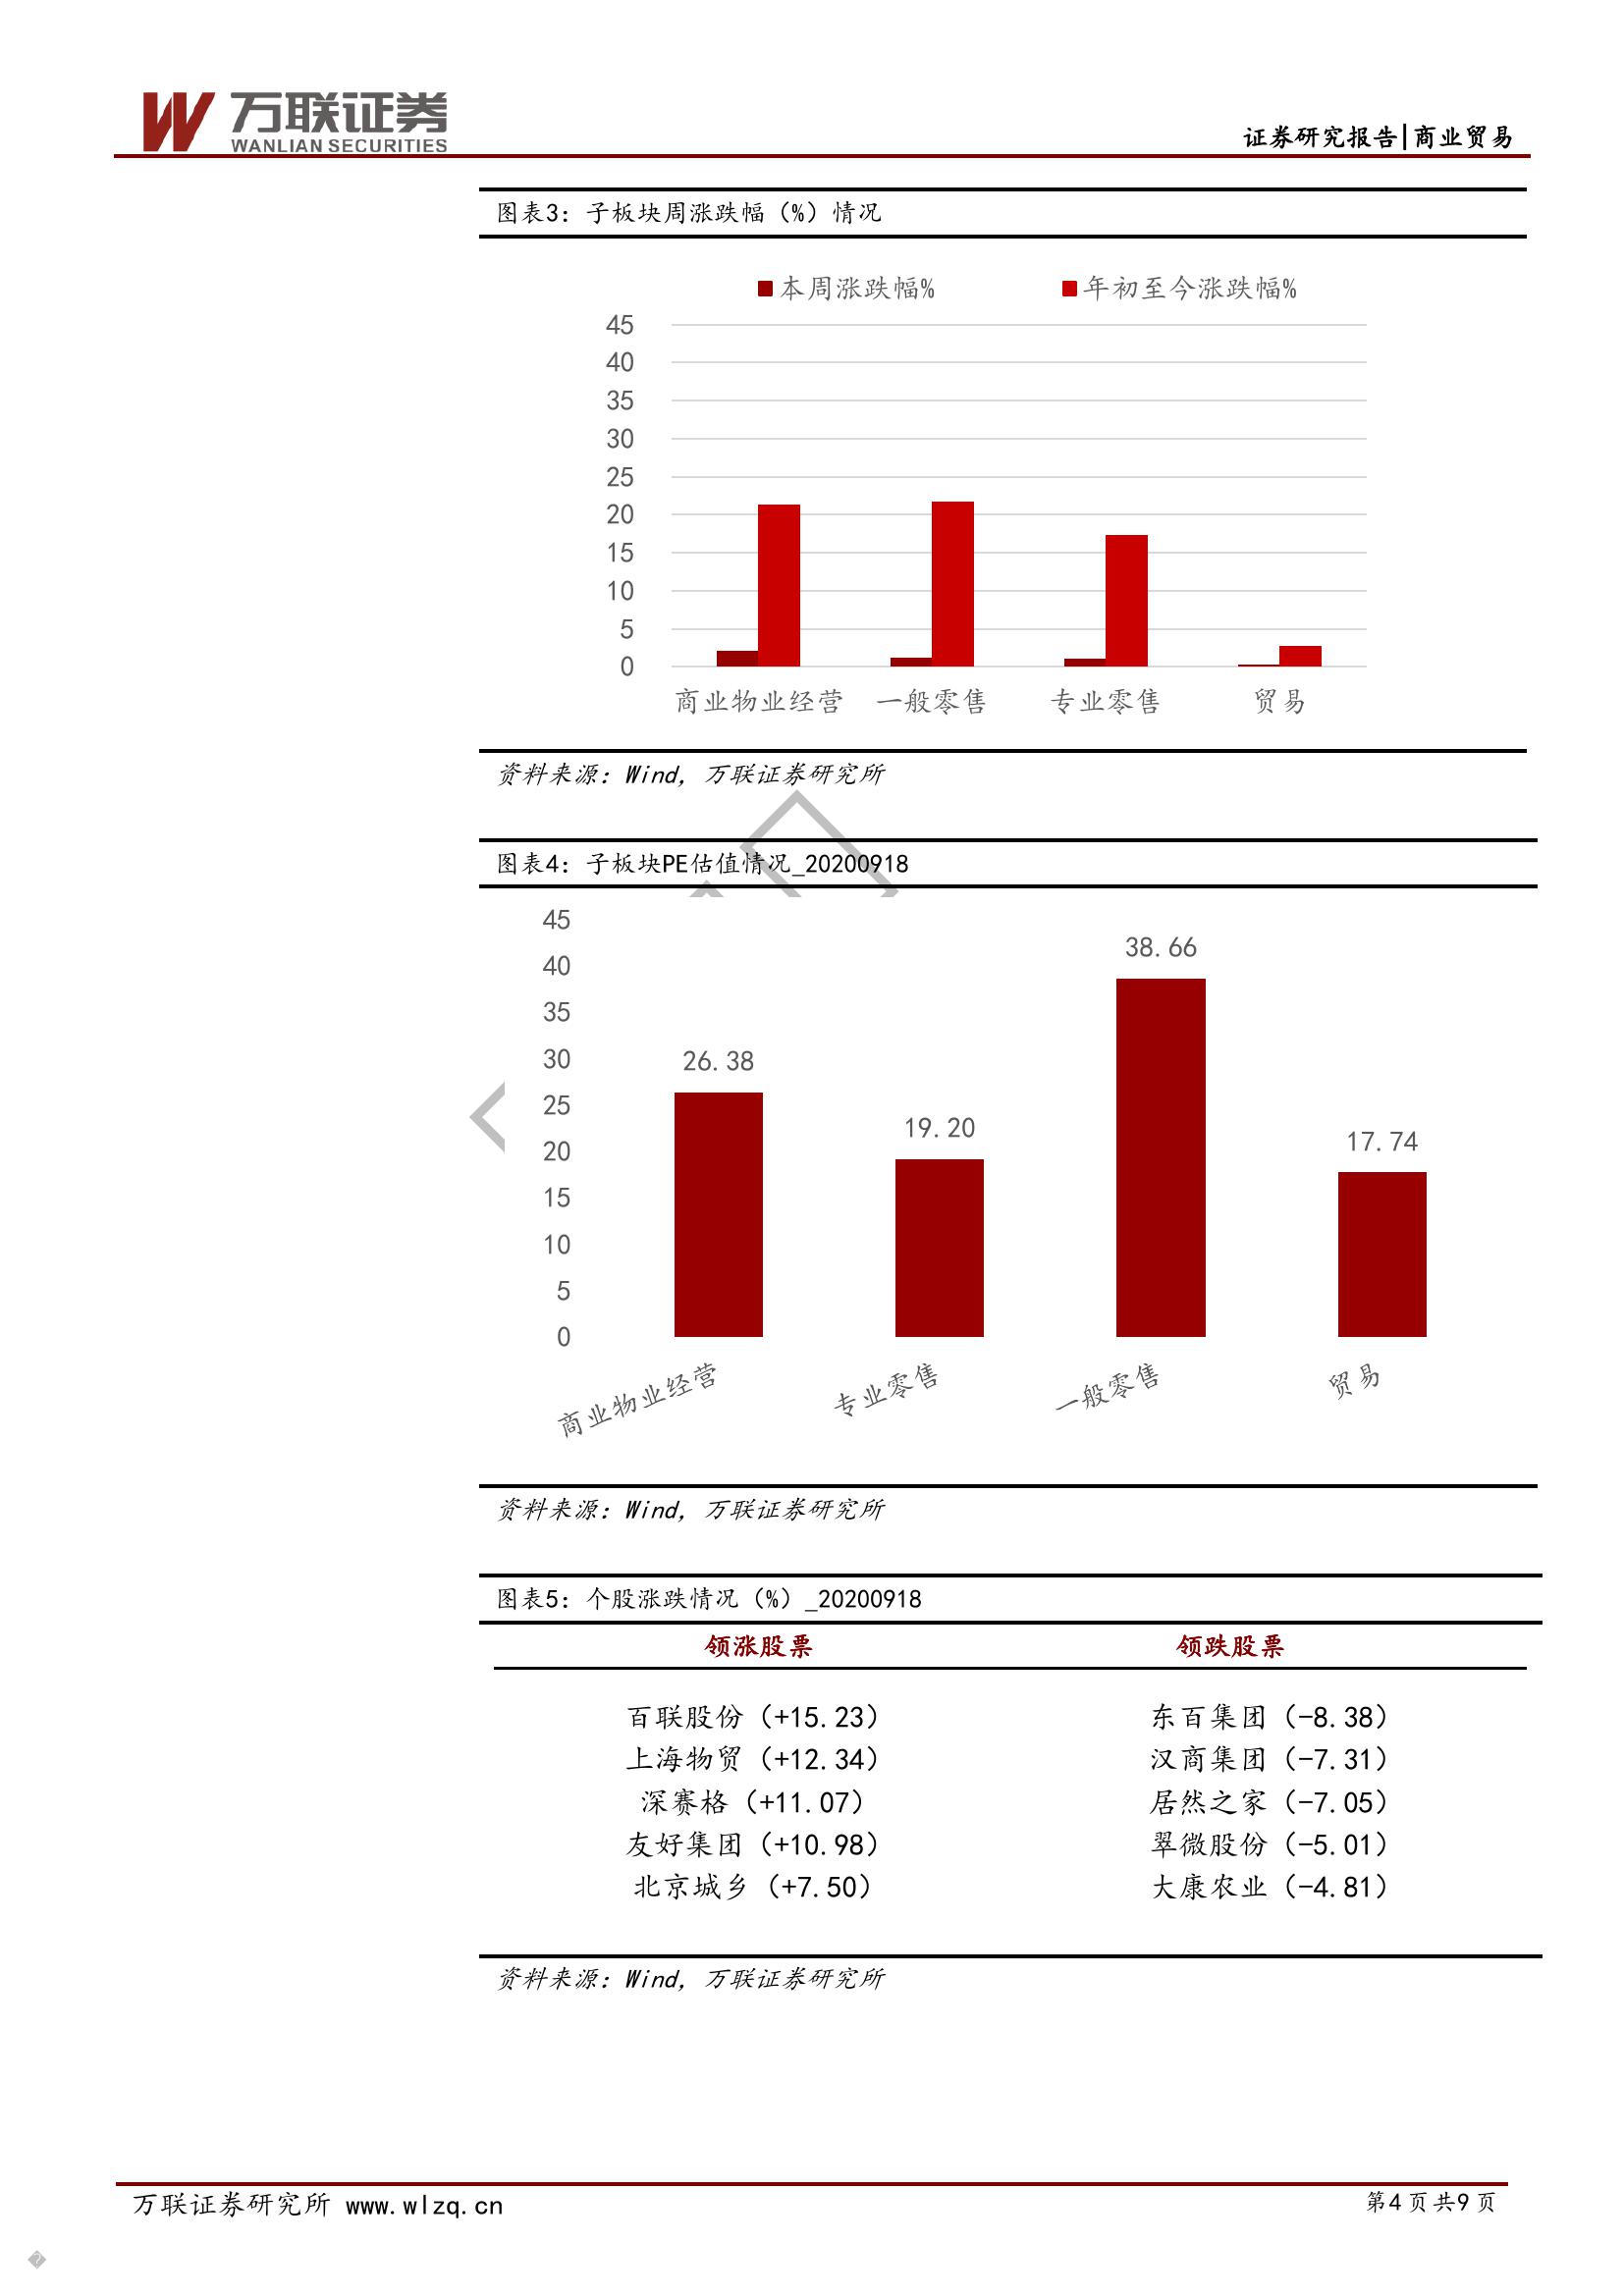 万联证券
WANLIAN SECURITIES
证券研究报告|商业贸易
图表3：子板块周涨跌幅（%）情况
本周涨跌幅% 年初至今涨跌幅%
45
40
35
30
25
20
15
10
5
0
商业物业经营 一般零售 专业零售 贸易
资料来源：Wind，万联证券研究所
图表4：子板块PE估值情况_20200918
45
40
35
30
25
20
15
10
5
0
26.38
19.20
38.66
17.74
商业物业经营 专业零售 一般零售 贸易
资料来源：Wind，万联证券研究所
图表5：个股涨跌情况（%）_20200918
领涨股票 领跌股票
百联股份（+15.23） 东百集团（-8.38）
上海物贸（+12.34） 汉商集团（-7.31）
深赛格（+11.07） 居然之家（-7.05）
友好集团（+10.98） 翠微股份（-5.01）
北京城乡（+7.50） 大康农业（-4.81）
资料来源：Wind，万联证券研究所
万联证券研究所 www.wlzq.cn 第4页共9页